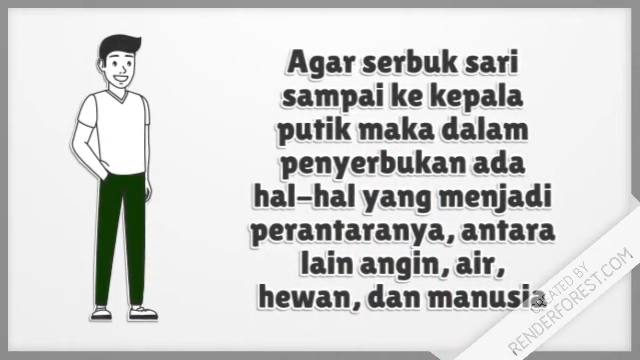 Agar serbuk sari
sampai ke kepala
putik maka dalam
penyerbukan ada
hal-hal yang menjadi
perantaranya, antara
lain angin, air,
hewan, dan manusia
CREATED BY
RENDERFOREST.COM